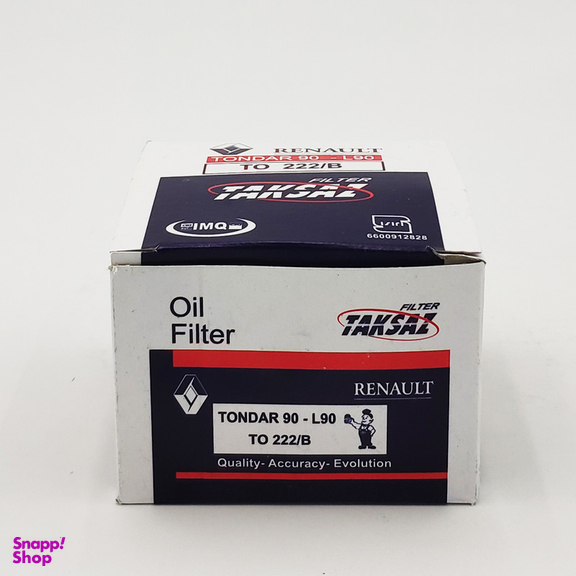 RENAULT
TONDAR 90 - L90
TO 222/B
FILTER
TAKSAZ
IMQ
6600912828
Oil
Filter
FILTER
TAKSAZ
RENAULT
TONDAR 90 - L90
TO 222/B
Quality- Accuracy- Evolution
Snapp!
Shop